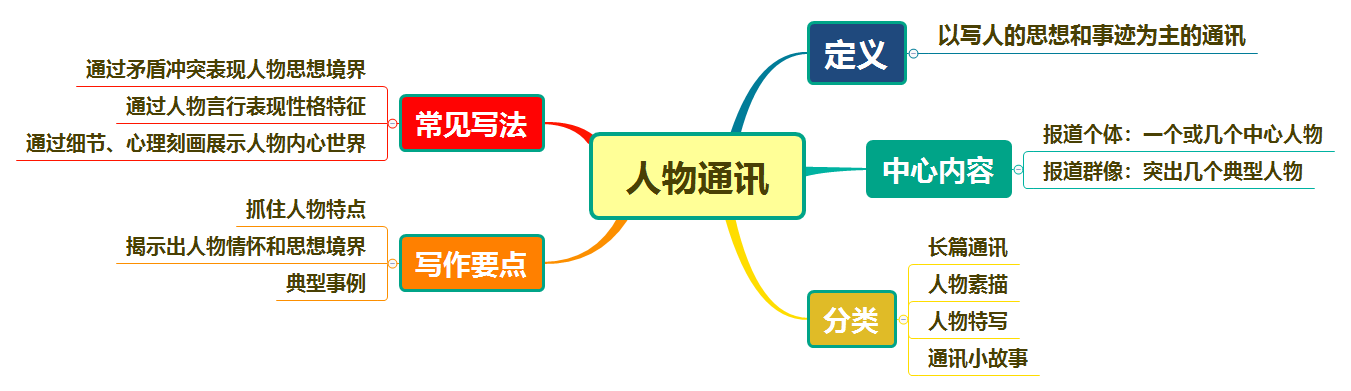 人物通讯
定义
以写人的思想和事迹为主的通讯
中心内容
报道个体：一个或几个中心人物
报道群像：突出几个典型人物
分类
长篇通讯
人物素描
人物特写
通讯小故事
常见写法
通过矛盾冲突表现人物思想境界
通过人物言行表现性格特征
通过细节、心理刻画展示人物内心世界
写作要点
抓住人物特点
揭示出人物情怀和思想境界
典型事例